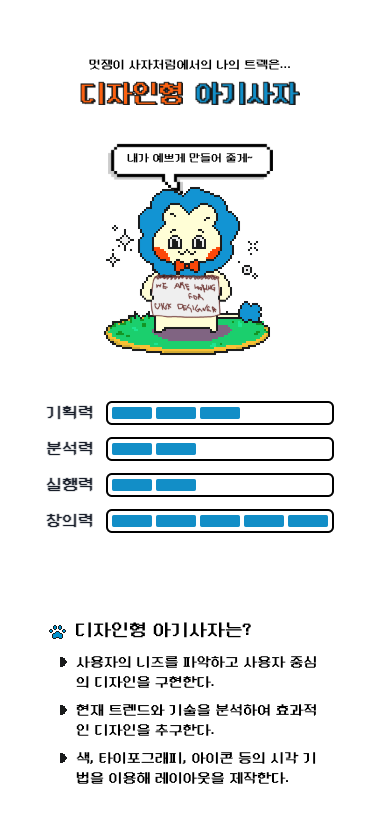 멋쟁이 사자처럼에서의 나의 트랙은...
디자인형 아기사자
내가 예쁘게 만들어 줄게~
WE ARE
FOR
DESIGNER
기획력
분석력
실행력
창의력
디자인형 아기사자는?
사용자의 니즈를 파악하고 사용자 중심
의 디자인을 구현한다.
현재 트렌드와 기술을 분석하여 효과적
인 디자인을 추구한다.
색, 타이포그래피, 아이콘 등의 시각 기
법을 이용해 레이아웃을 제작한다.